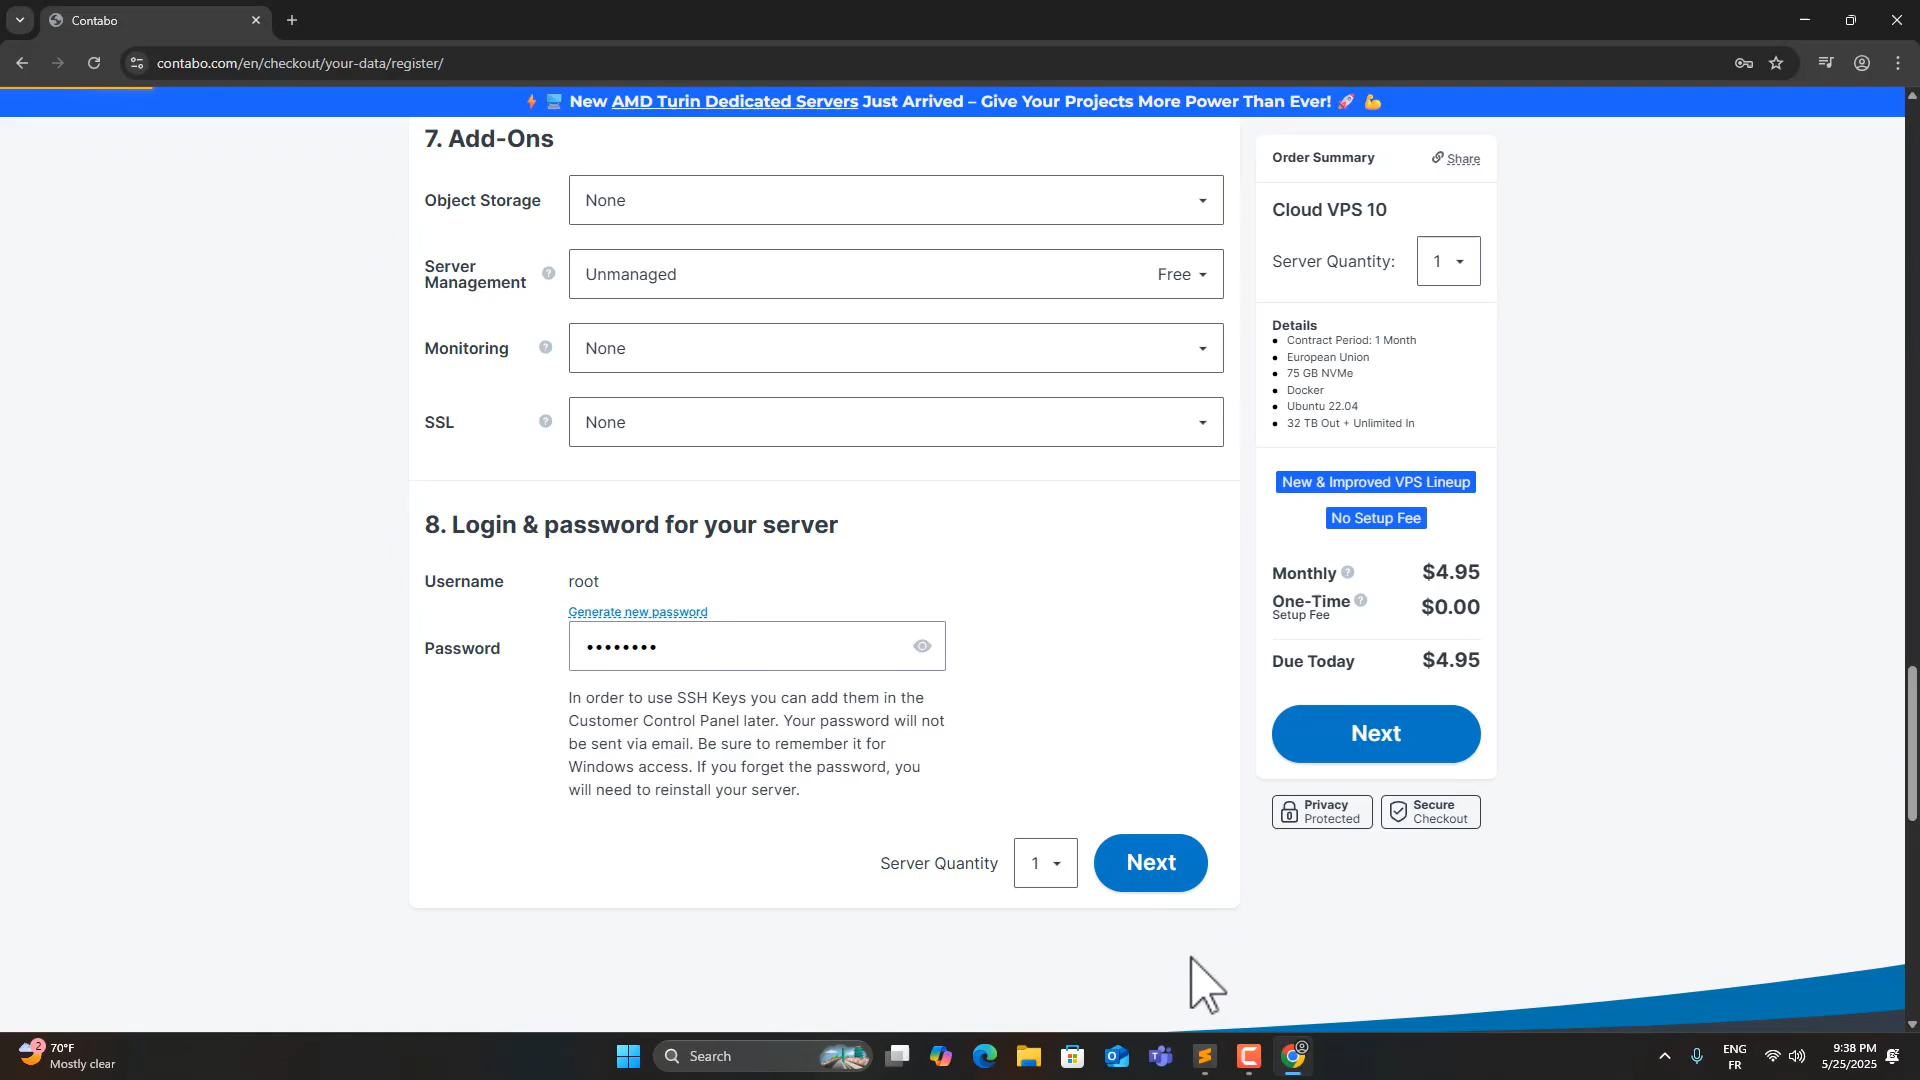 Contabo
contabo.com/en/checkout/your-data/register/
New AMD Turin Dedicated Servers Just Arrived – Give Your Projects More Power Than Ever!
7. Add-Ons
Object Storage
None
Server
Management
Unmanaged
Free
Monitoring
None
SSL
None
8. Login & password for your server
Username
root
Generate new password
Password
••••••••
In order to use SSH Keys you can add them in the
Customer Control Panel later. Your password will not
be sent via email. Be sure to remember it for
Windows access. If you forget the password, you
will need to reinstall your server.
Server Quantity
1
Next
Order Summary
Share
Cloud VPS 10
Server Quantity:
1
Details
Contract Period: 1 Month
European Union
75 GB NVMe
Docker
Ubuntu 22.04
32 TB Out + Unlimited In
New & Improved VPS Lineup
No Setup Fee
Monthly
$4.95
One-Time
Setup Fee
$0.00
Due Today
$4.95
Next
Privacy
Protected
Secure
Checkout
2
70°F
Mostly clear
Search
ENG
FR
9:38 PM
5/25/2025